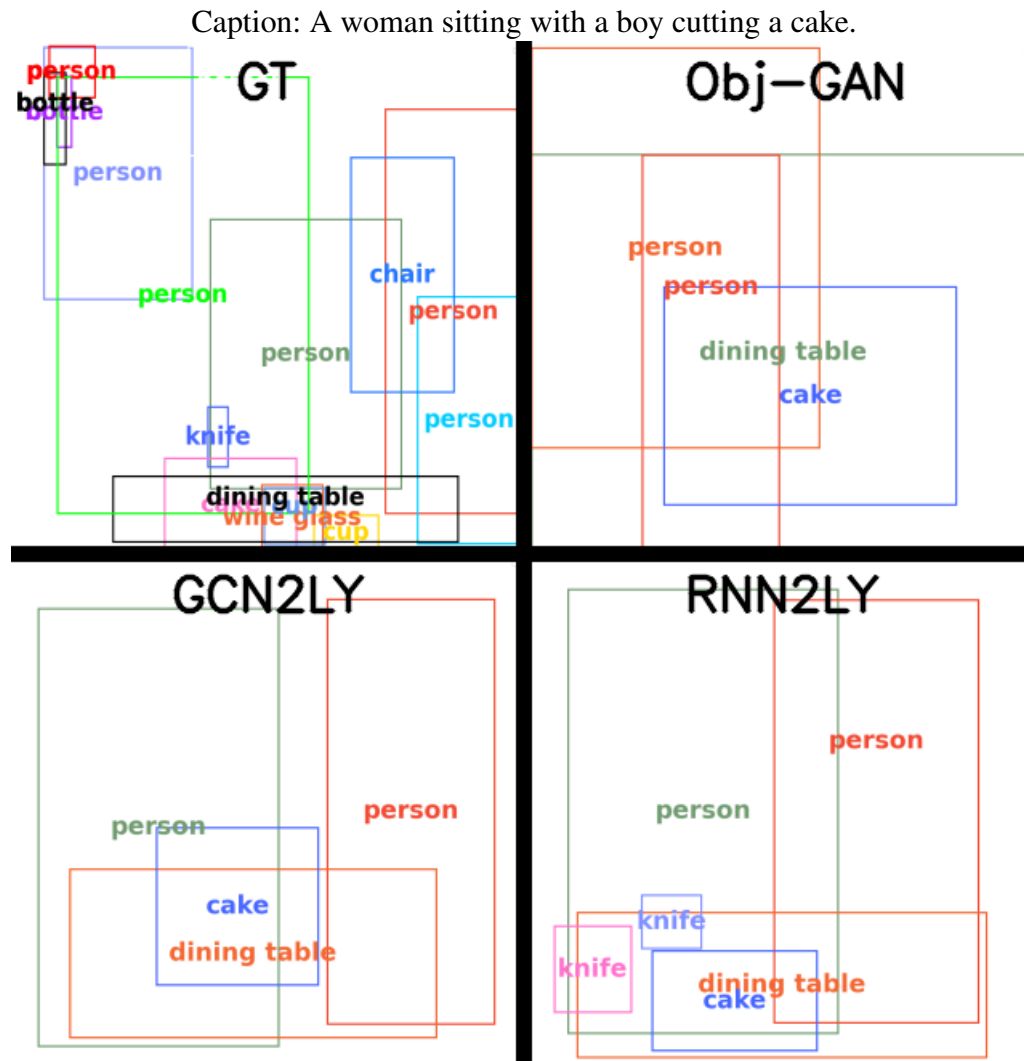 Caption: A woman sitting with a boy cutting a cake.
GT
person
bottle
bottle
person
person
chair
person
person
person
knife
dining table
cake
cup
wine glass
cup
Obj-GAN
person
person
dining table
cake
GCN2LY
person
person
cake
dining table
RNN2LY
person
person
knife
knife
dining table
cake